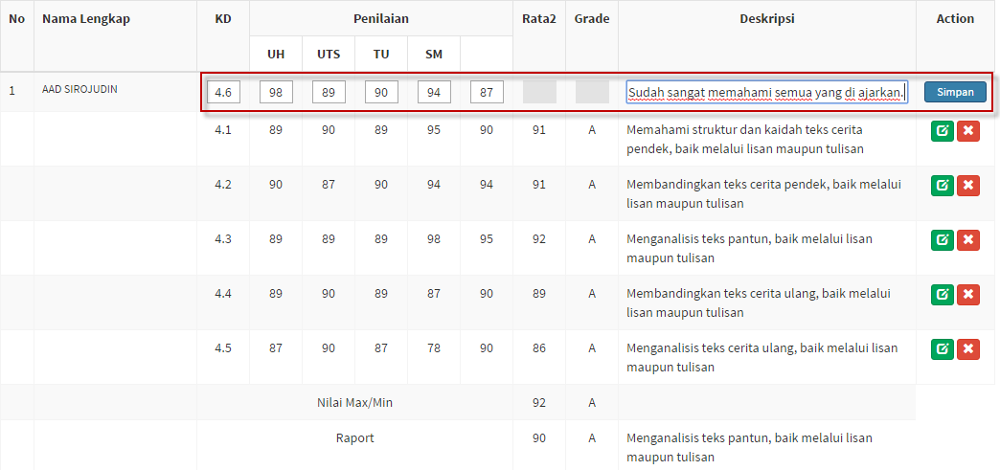 No Nama Lengkap KD Penilaian Rata2 Grade Deskripsi Action
UH UTS TU SM
1 AAD SIROJUDIN 4.6 98 89 90 94 87 Sudah sangat memahami semua yang di ajarkan. Simpan
4.1 89 90 89 95 90 91 A Memahami struktur dan kaidah teks cerita
pendek, baik melalui lisan maupun tulisan
4.2 90 87 90 94 94 91 A Membandingkan teks cerita pendek, baik melalui
lisan maupun tulisan
4.3 89 89 89 98 95 92 A Menganalisis teks pantun, baik melalui lisan
maupun tulisan
4.4 89 90 89 87 90 89 A Membandingkan teks cerita ulang, baik melalui
lisan maupun tulisan
4.5 87 90 87 78 90 86 A Menganalisis teks cerita ulang, baik melalui lisan
maupun tulisan
Nilai Max/Min 92 A
Raport 90 A Menganalisis teks pantun, baik melalui lisan
maupun tulisan